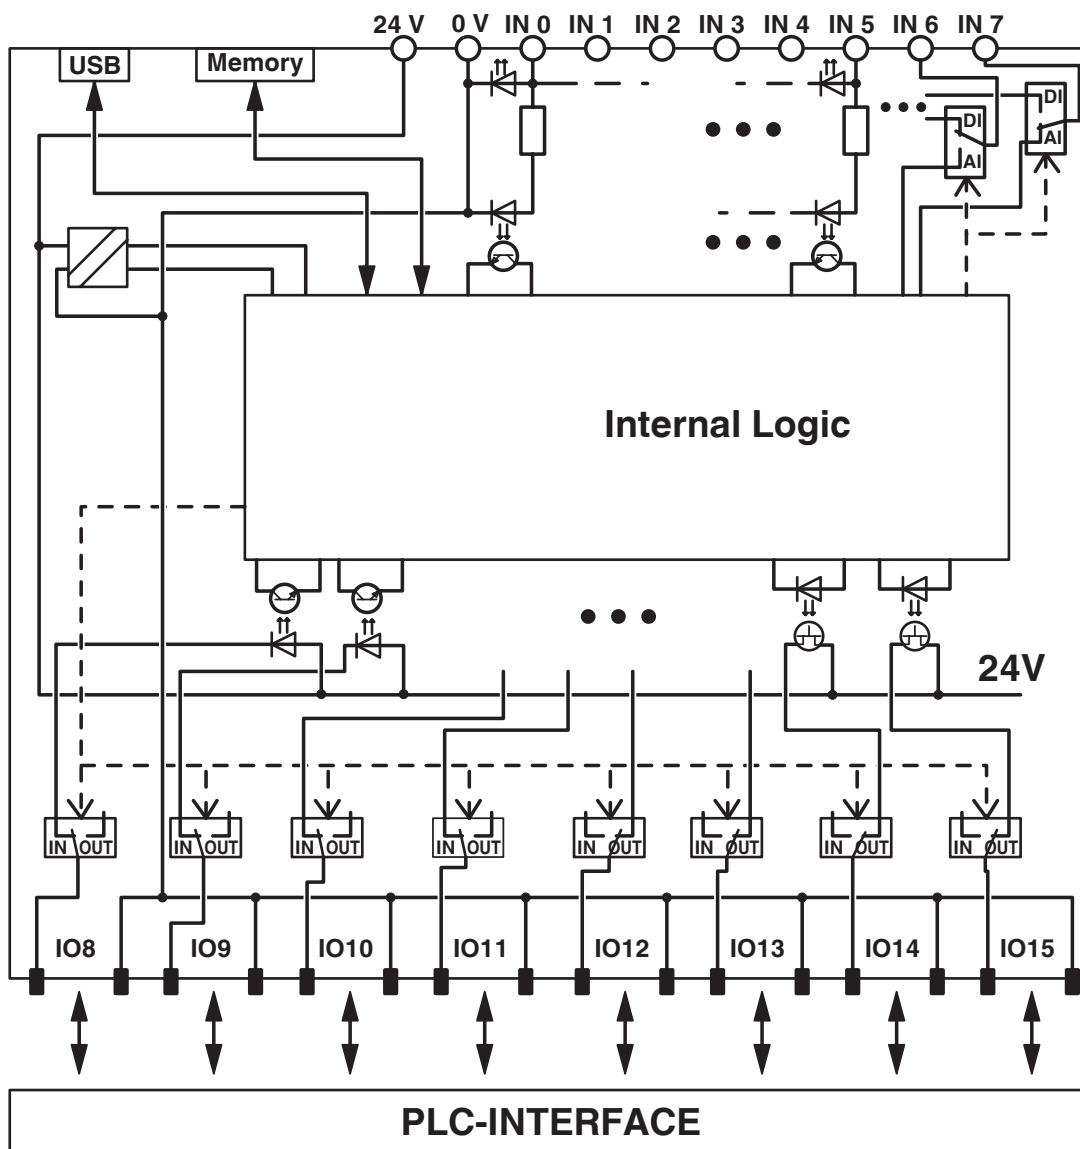 24 V 0 V IN 0 IN 1 IN 2 IN 3 IN 4 IN 5 IN 6 IN 7
USB Memory
DI
DI
AI
AI
Internal Logic
24V
IN OUT IN OUT IN OUT IN OUT IN OUT IN OUT IN OUT IN OUT
IO8 IO9 IO10 IO11 IO12 IO13 IO14 IO15
PLC-INTERFACE